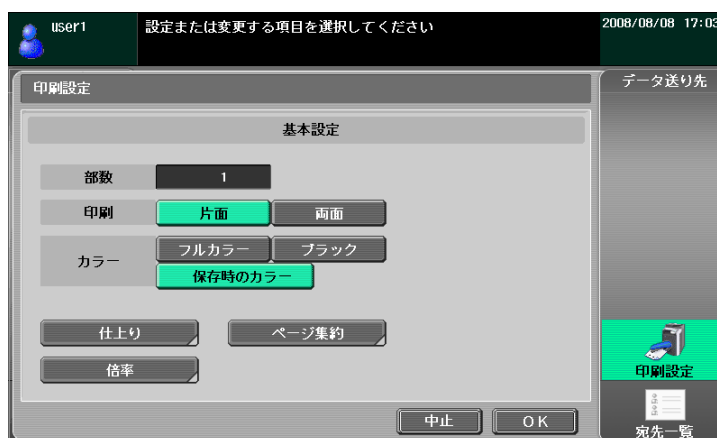 user1
設定または変更する項目を選択してください
2008/08/08 17:03
印刷設定
データ送り先
基本設定
部数 1
印刷 片面 両面
カラー フルカラー ブラック
保存時のカラー
仕上り ページ集約
倍率
印刷設定
中止 OK
宛先一覧